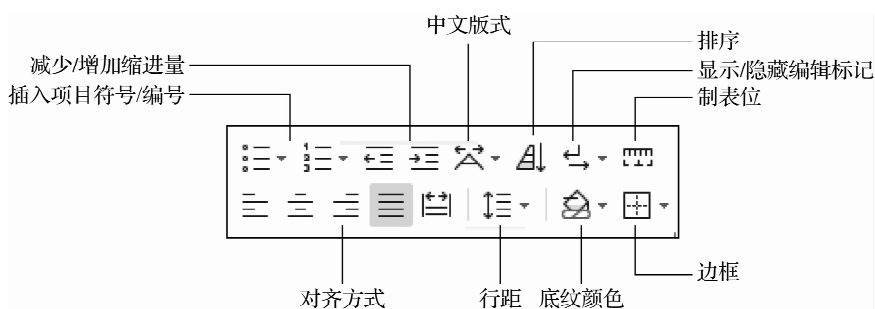 中文版式
排序
减少/增加缩进量
显示/隐藏编辑标记
插入项目符号/编号
制表位
边框
对齐方式
行距
底纹颜色